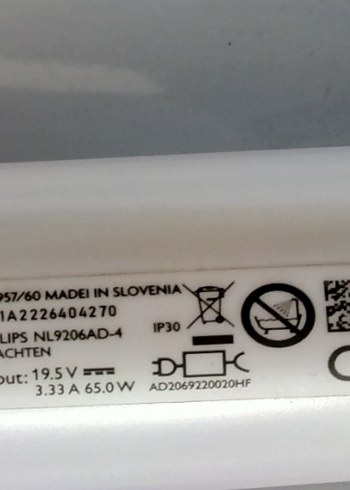 957/60 MADEI IN SLOVENIA
1A2226404270
LIPS NL9206AD-4
ACHTEN
IP30
out: 19.5 V
3.33 A 65.0 W
AD2069220020HF